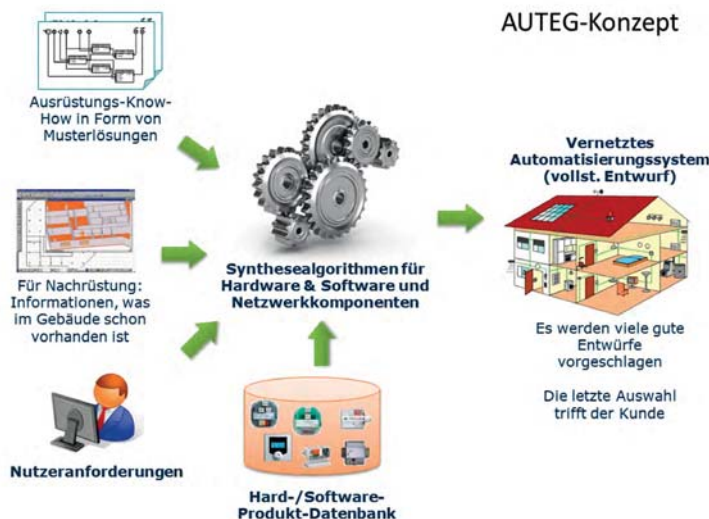 AUTEG-Konzept
Ausrüstungs-Know-
How in Form von
Musterlösungen
Für Nachrüstung:
Informationen, was
im Gebäude schon
vorhanden ist
Nutzeranforderungen
Synthesealgorithmen für
Hardware & Software und
Netzwerkkomponenten
Hard-/Software-
Produkt-Datenbank
Vernetztes
Automatisierungssystem
(vollst. Entwurf)
Es werden viele gute
Entwürfe
vorgeschlagen
Die letzte Auswahl
trifft der Kunde